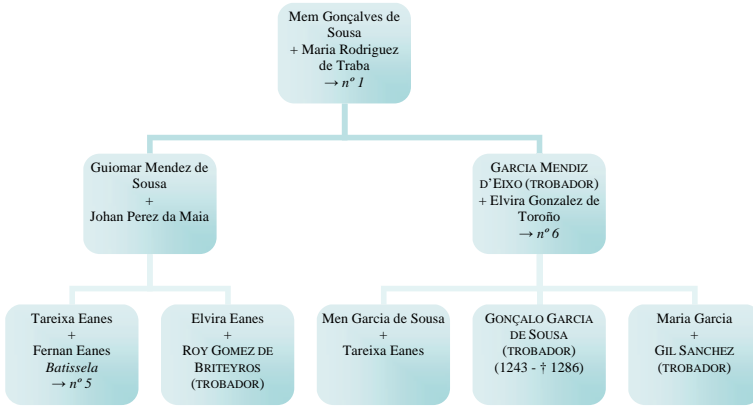 Mem Gonçalves de
Sousa
+ Maria Rodriguez
de Traba
→ nº 1
Guiomar Mendez de
Sousa
+
Johan Perez da Maia
GARCIA MENDIZ
D'EIXO (TROBADOR)
+ Elvira Gonzalez de
Toroño
→ nº 6
Tareixa Eanes
+
Fernan Eanes
Batissela
→ nº 5
Elvira Eanes
+
ROY GOMEZ DE
BRITEYROS
(TROBADOR)
Men Garcia de Sousa
+
Tareixa Eanes
GONÇALO GARCIA
DE SOUSA
(TROBADOR)
(1243 - † 1286)
Maria Garcia
+
GIL SANCHEZ
(TROBADOR)